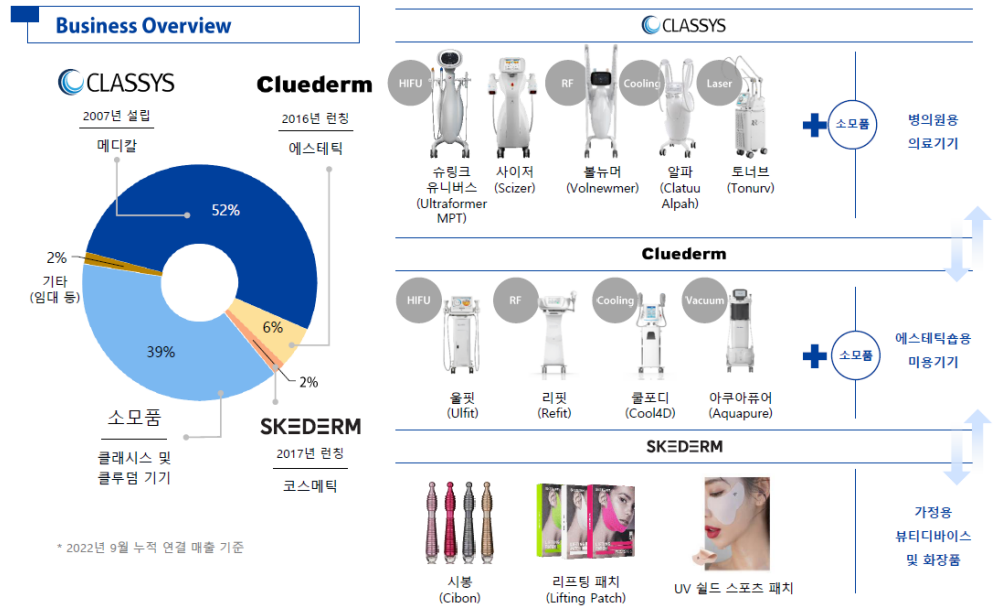 Business Overview
CLASSYS
Cluederm
2007년 설립
메디칼
2016년 런칭
에스테틱
52%
2%
기타
(임대 등)
6%
39%
2%
소모품
클래시스 및
클루덤 기기
SKEDERM
2017년 런칭
코스메틱
* 2022년 9월 누적 연결 매출 기준
CLASSYS
HIFU
RF
Cooling
Laser
슈링크
유니버스
(Ultraformer
MPT)
사이저
(Scizer)
볼뉴머
(Volnewmer)
알파
(Clatuu
Alpah)
토너브
(Tonurv)
소모품
병의원용
의료기기
Cluederm
HIFU
RF
Cooling
Vacuum
울핏
(Ulfit)
리핏
(Refit)
쿨포디
(Cool4D)
아쿠아퓨어
(Aquapure)
소모품
에스테틱숍용
미용기기
SKEDERM
시봉
(Cibon)
리프팅 패치
(Lifting Patch)
UV 쉴드 스포츠 패치
가정용
뷰티디바이스
및 화장품